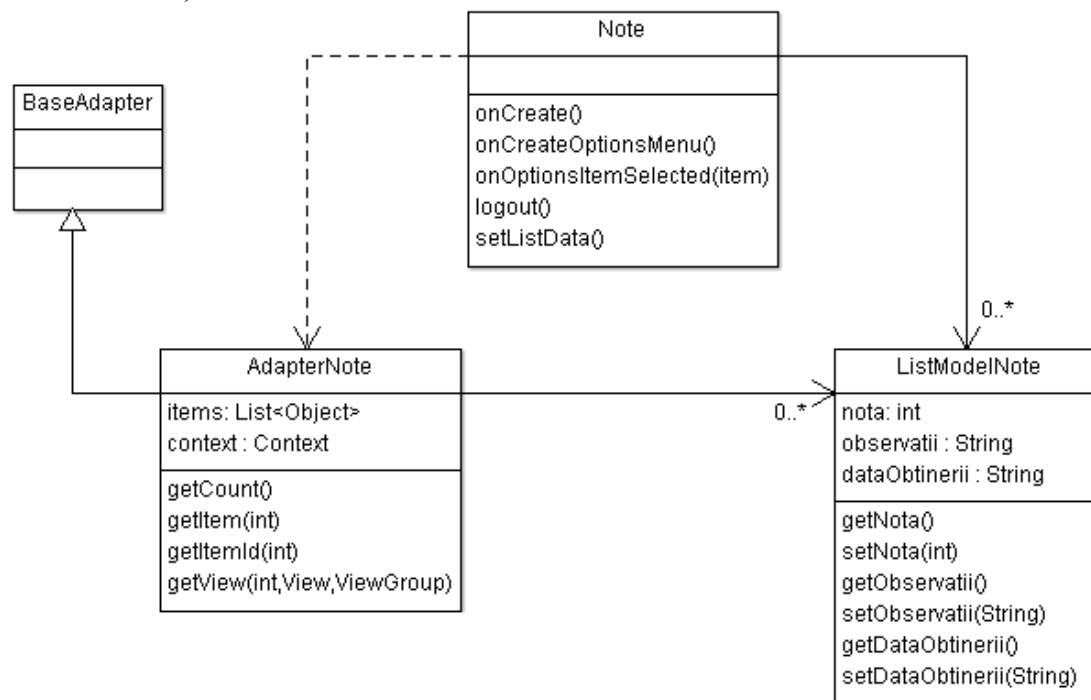 Note
onCreate()
onCreateOptionsMenu()
onOptionsItemSelected(item)
logout()
setListData()
BaseAdapter
0..*
AdapterNote
items: List<Object>
context : Context
getCount()
getItem(int)
getItemId(int)
getView(int,View,ViewGroup)
0..*
ListModelNote
nota: int
observatii : String
dataObtinerii : String
getNota()
setNota(int)
getObservatii()
setObservatii(String)
getDataObtinerii()
setDataObtinerii(String)